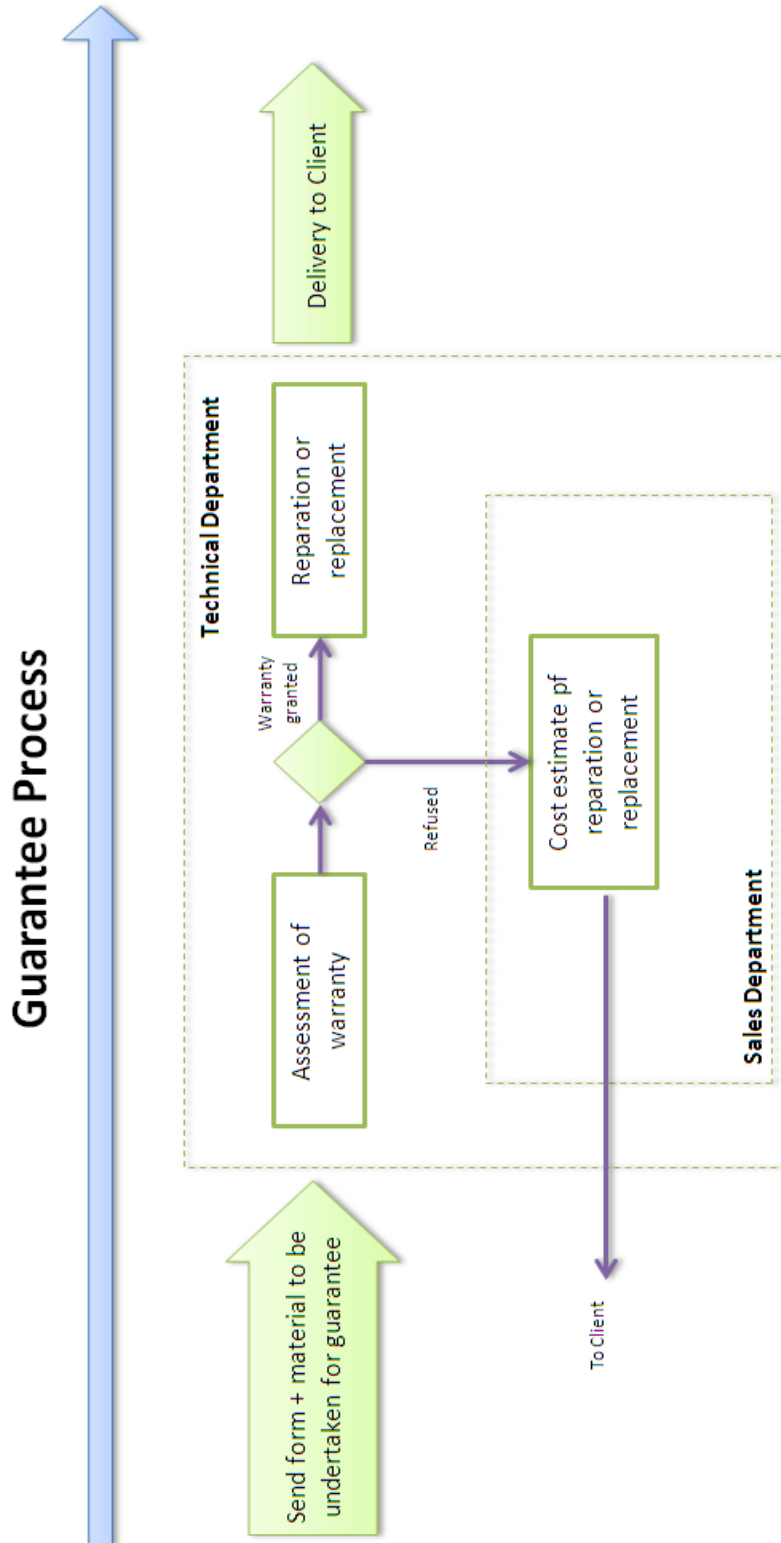 Guarantee Process
Send form + material to be
undertaken for guarantee
Technical Department
Assessment of
warranty
Warranty
granted
Reparation or
replacement
Delivery to Client
Refused
Cost estimate pf
reparation or
replacement
To Client
Sales Department